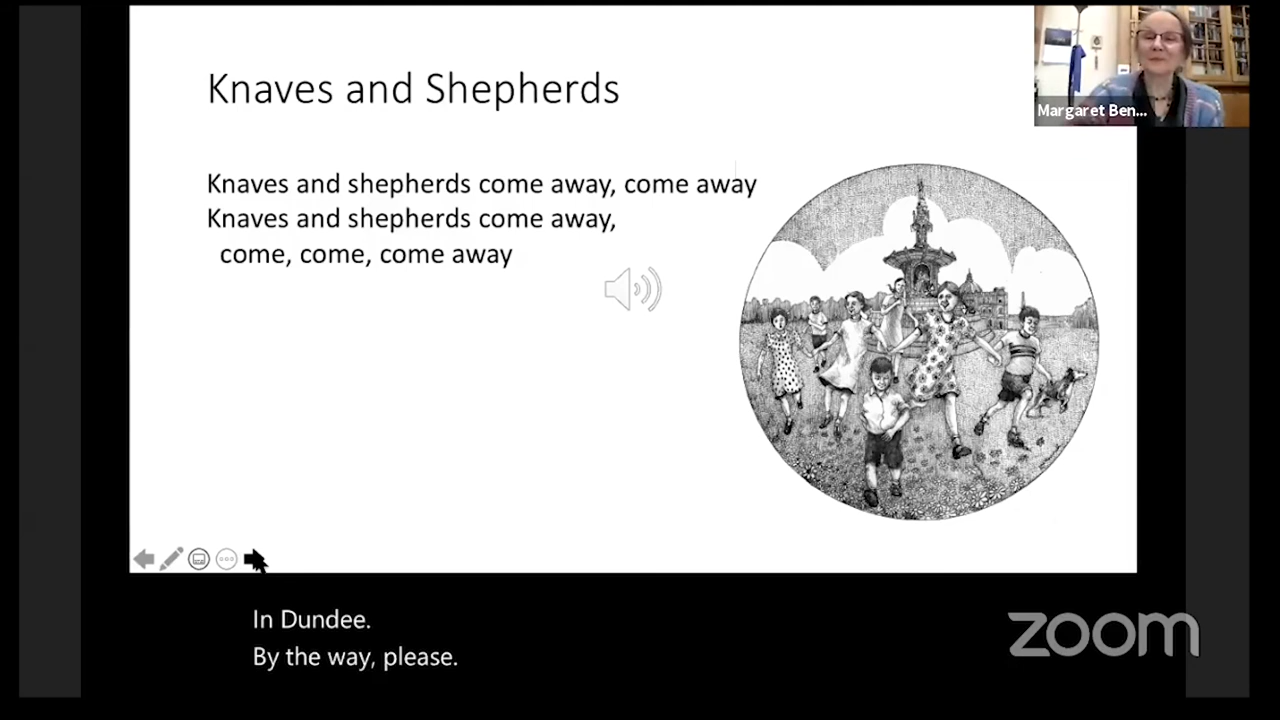 Knaves and Shepherds
Margaret Ben...
Knaves and shepherds come away, come away
Knaves and shepherds come away,
come, come, come away
In Dundee.
By the way, please.
zoom